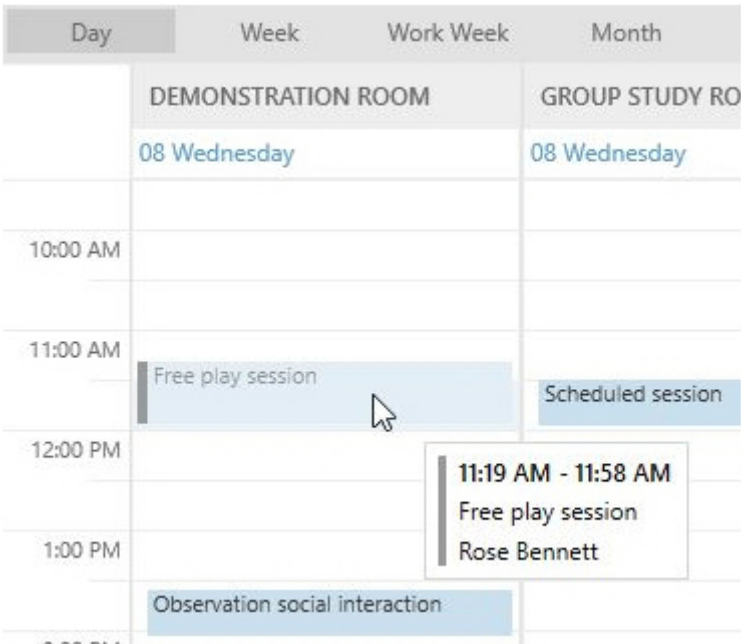 Day Week Work Week Month
DEMONSTRATION ROOM GROUP STUDY RO
08 Wednesday 08 Wednesday
10:00 AM
11:00 AM
Free play session
Scheduled session
12:00 PM
11:19 AM - 11:58 AM
Free play session
Rose Bennett
1:00 PM
Observation social interaction